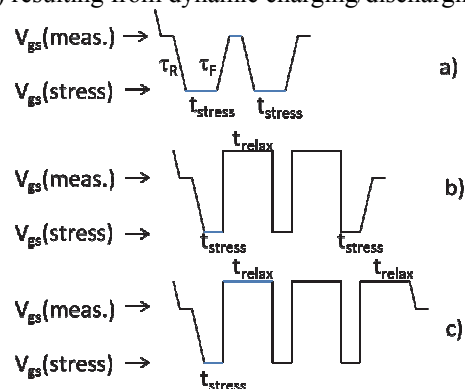 ) resulting from dynamic charging/discharging
Vgs(meas.)
τR τF
a)
Vgs(stress)
tstress tstress
trelax
Vgs(meas.)
b)
Vgs(stress)
tstress tstress
trelax trelax
Vgs(meas.)
c)
Vgs(stress)
tstress